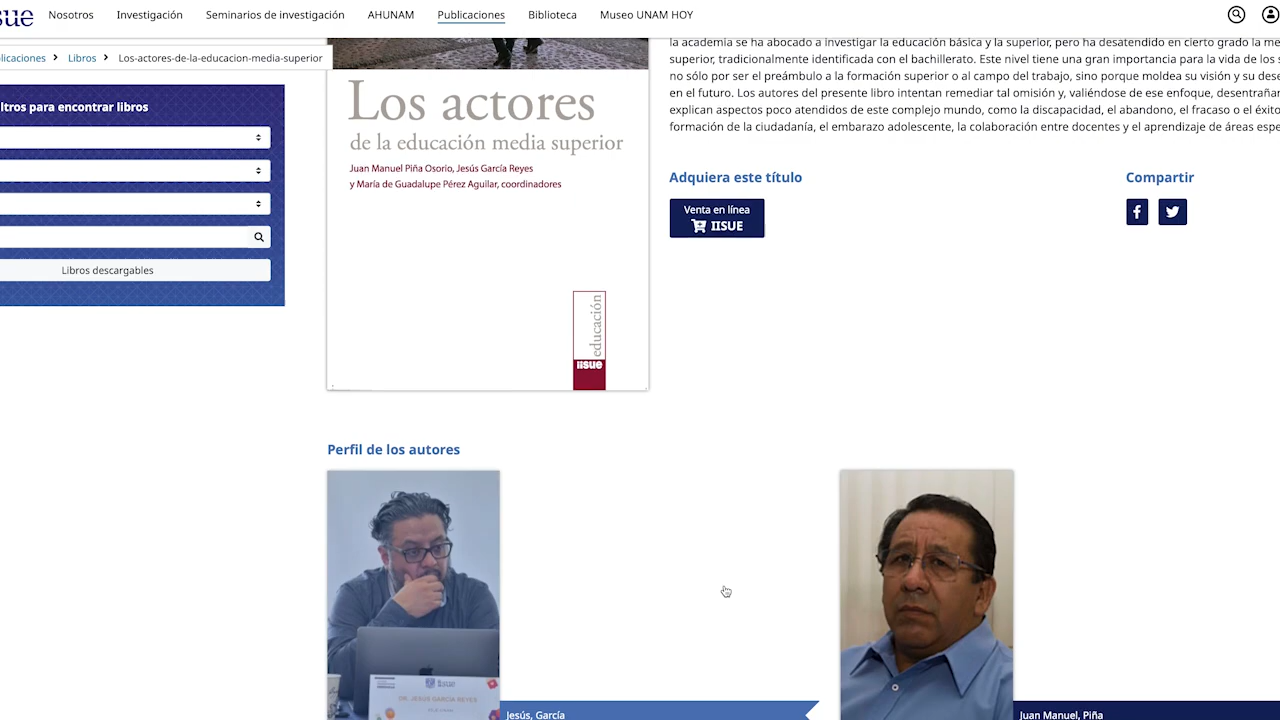 Nosotros
Investigación
Seminarios de investigación
AHUNAM
Publicaciones
Biblioteca
Museo UNAM HOY
Libros
Los-actores-de-la-educacion-media-superior
para encontrar libros
Libros descargables
Los actores
de la educación media superior
Juan Manuel Piña Osorio, Jesús García Reyes
y María de Guadalupe Pérez Aguilar, coordinadores
educación
iisue
la academia se ha abocado a investigar la educación básica y la superior, pero ha desatendido en cierto grado la
superior, tradicionalmente identificada con el bachillerato. Este nivel tiene una gran importancia para la vida de los
no sólo por ser el preámbulo a la formación superior o al campo del trabajo, sino porque moldea su visión y su
en el futuro. Los autores del presente libro intentan remediar tal omisión y, valiéndose de ese enfoque,
explican aspectos poco atendidos de este complejo mundo, como la discapacidad, el abandono, el fracaso o el
formación de la ciudadanía, el embarazo adolescente, la colaboración entre docentes y el aprendizaje de áreas
Adquiera este título
Venta en línea
IISUE
Compartir
Perfil de los autores
iisue
DR. JESÚS GARCÍA REYES
Jesús, García
Juan Manuel, Piña